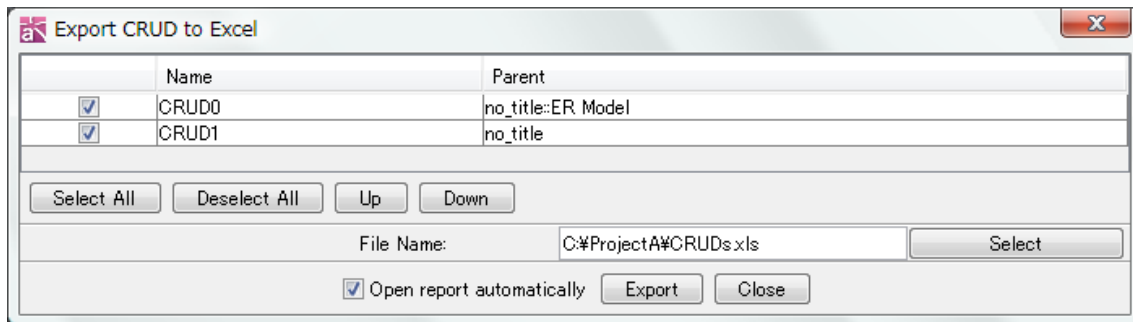 Export CRUD to Excel
Name Parent
CRUD0 no_title::ER Model
CRUD1 no_title
Select All Deselect All Up Down
File Name: C:¥ProjectA¥CRUDs.xls Select
Open report automatically Export Close